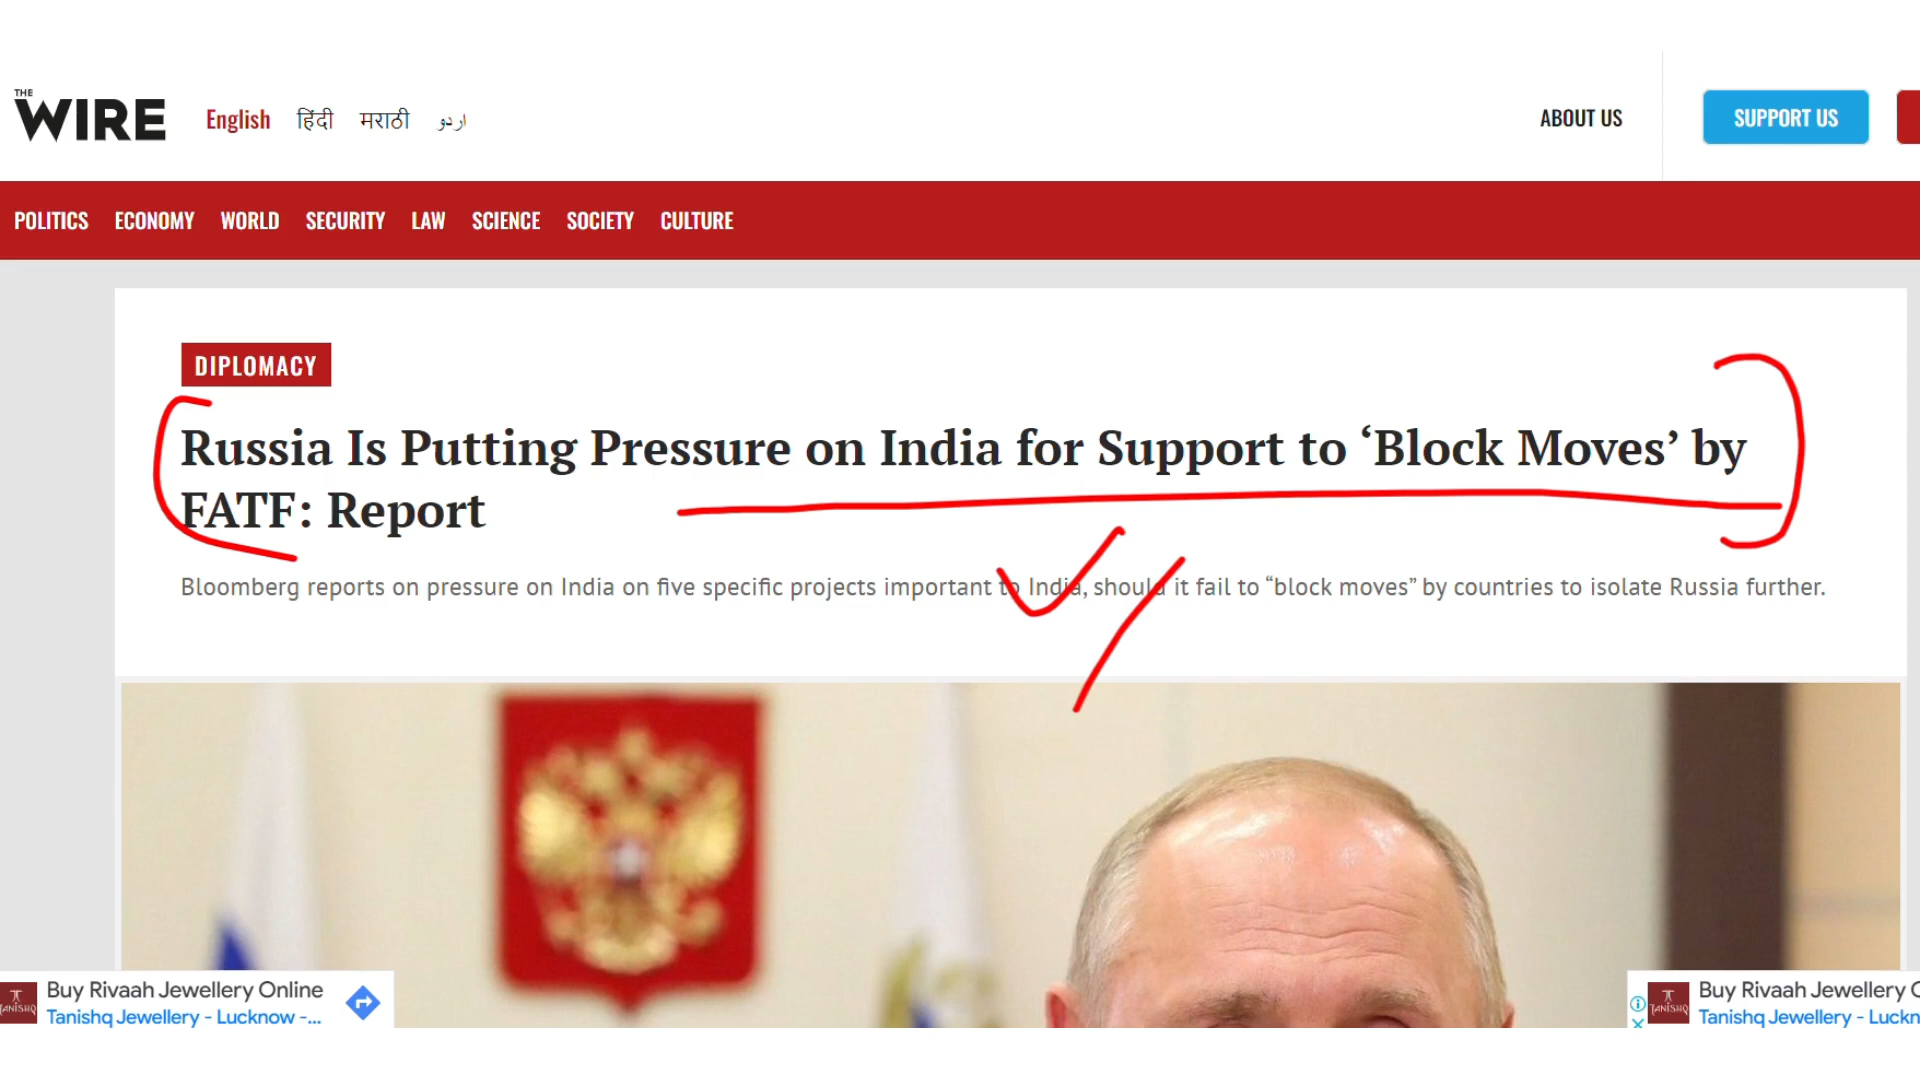 THE
WIRE
English हिंदी मराठी اردو
ABOUT US
SUPPORT US
POLITICS ECONOMY WORLD SECURITY LAW SCIENCE SOCIETY CULTURE
DIPLOMACY
Russia Is Putting Pressure on India for Support to ‘Block Moves’ by
FATF: Report
Bloomberg reports on pressure on India on five specific projects important to India, should it fail to “block moves” by countries to isolate Russia further.
TANISHQ
Buy Rivaah Jewellery Online
Tanishq Jewellery - Lucknow -...
TANISHQ
Buy Rivaah Jewellery
Tanishq Jewellery - Luckn